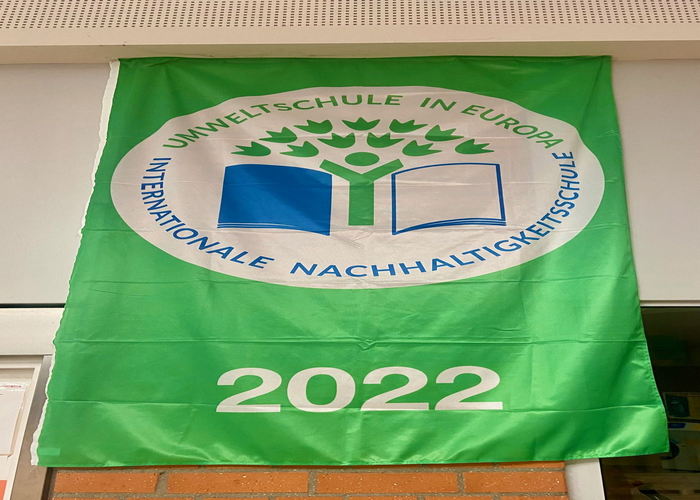 UMWELTSCHULE IN EUROPA
INTERNATIONALE NACHHALTIGKEITSSCHULE
2022